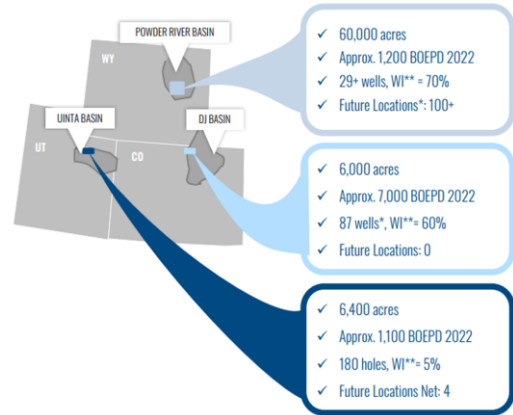 POWDER RIVER BASIN
WY
UINTA BASIN
DJ BASIN
UT
CO
✓ 60,000 acres
✓ Approx. 1,200 BOEPD 2022
✓ 29+ wells, WI** = 70%
✓ Future Locations*: 100+
✓ 6,000 acres
✓ Approx. 7,000 BOEPD 2022
✓ 87 wells*, WI**= 60%
✓ Future Locations: 0
✓ 6,400 acres
✓ Approx. 1,100 BOEPD 2022
✓ 180 holes, WI**= 5%
✓ Future Locations Net: 4